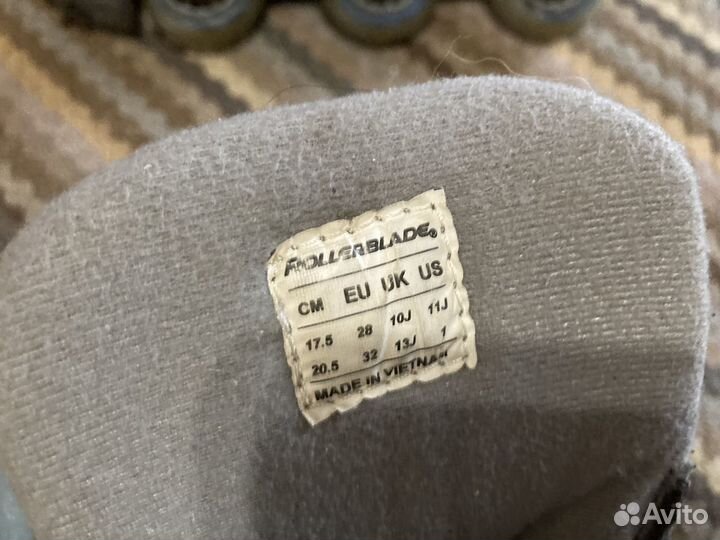 ROLLERBLADE®
CM EU UK US
17.5 28 10J 11J
20.5 32 13J 1
MADE IN VIETNAM
Avito